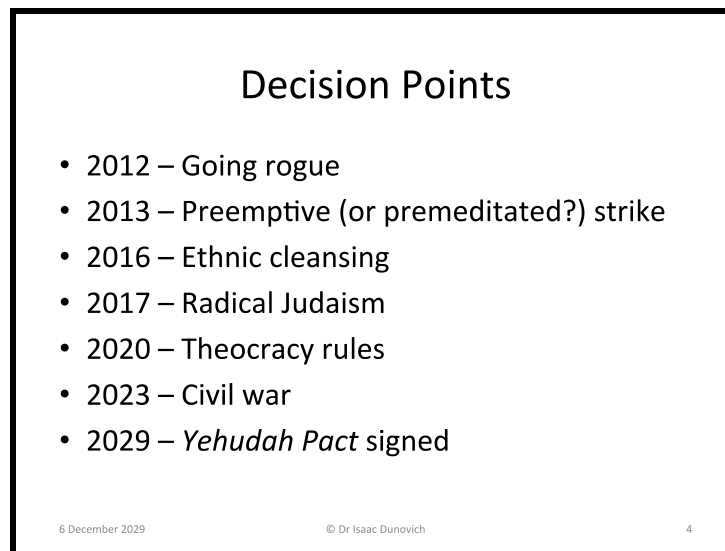 Decision Points
• 2012 – Going rogue
• 2013 – Preemptive (or premeditated?) strike
• 2016 – Ethnic cleansing
• 2017 – Radical Judaism
• 2020 – Theocracy rules
• 2023 – Civil war
• 2029 – Yehudah Pact signed
6 December 2029 © Dr Isaac Dunovich 4